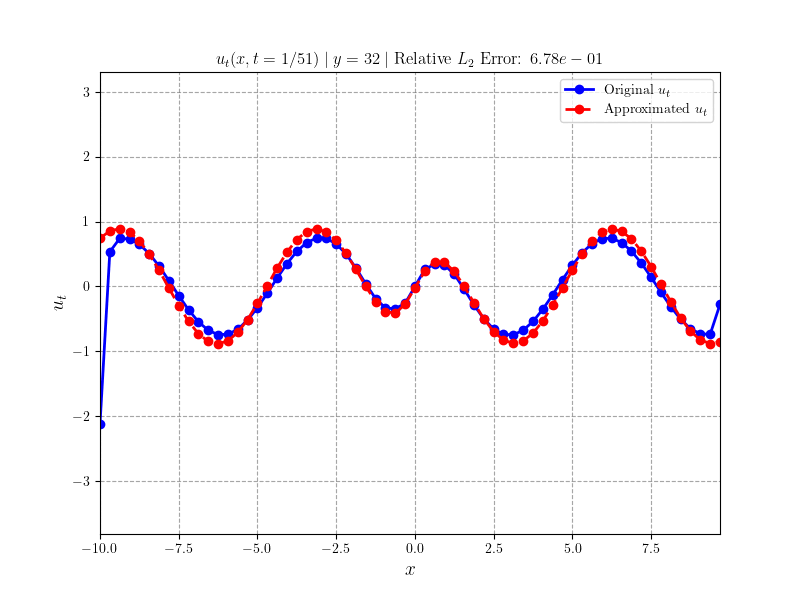 u_t(x, t = 1/51) | y = 32 | Relative L_2 Error: 6.78e − 01
Original u_t
Approximated u_t
3
2
1
0
−1
−2
−3
u_t
−10.0 −7.5 −5.0 −2.5 0.0 2.5 5.0 7.5
x